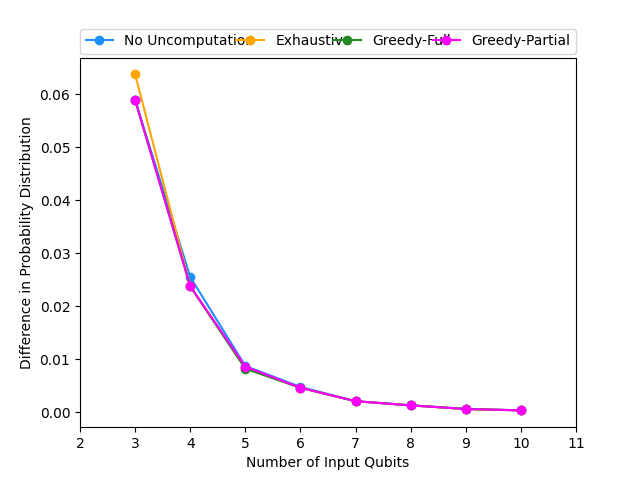 No Uncomputation Exhaustive Greedy-Full Greedy-Partial
Difference in Probability Distribution
0.06
0.05
0.04
0.03
0.02
0.01
0.00
2 3 4 5 6 7 8 9 10 11
Number of Input Qubits